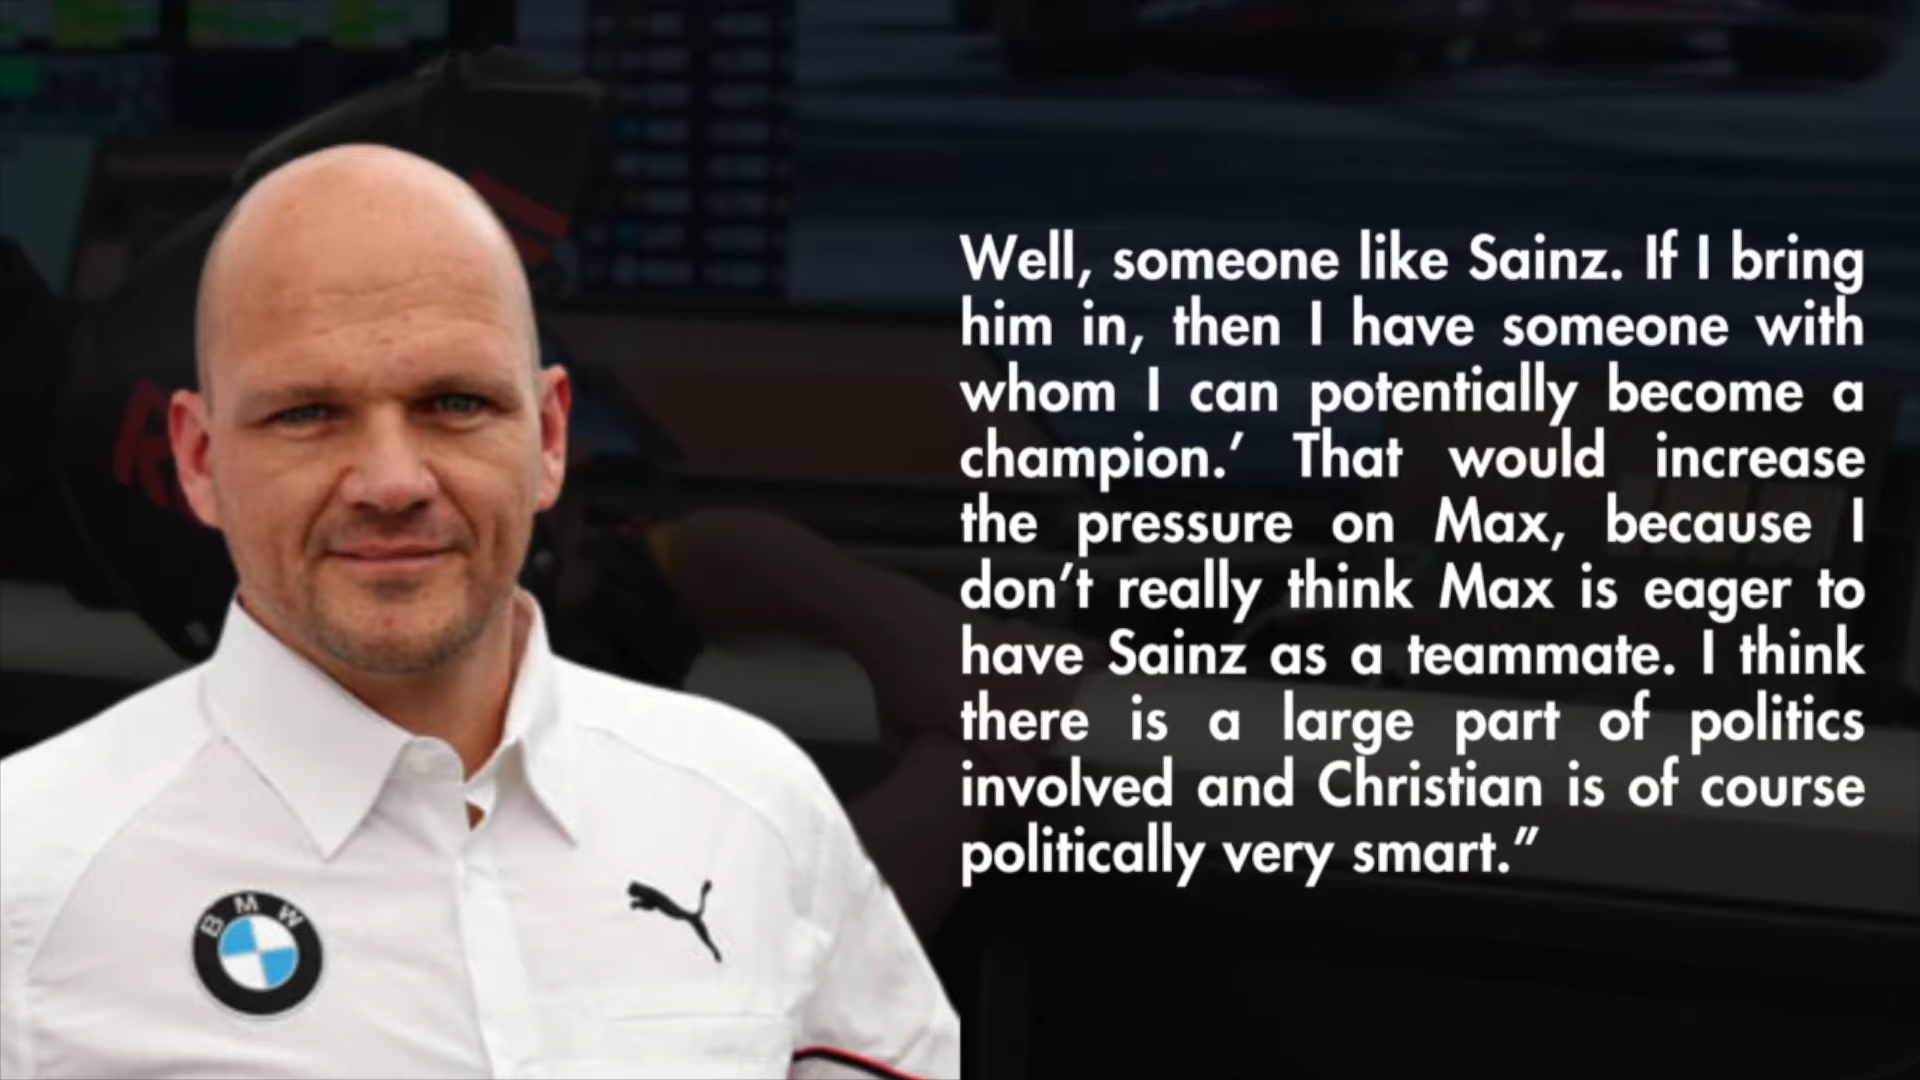 Well, someone like Sainz. If I bring
him in, then I have someone with
whom I can potentially become a
champion.’ That would increase
the pressure on Max, because I
don’t really think Max is eager to
have Sainz as a teammate. I think
there is a large part of politics
involved and Christian is of course
politically very smart.”
BMW